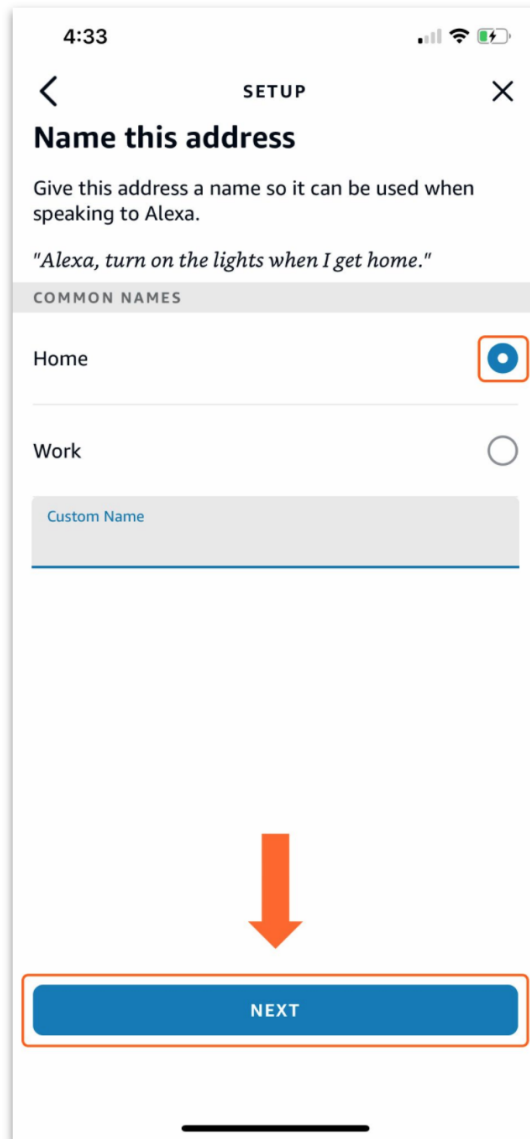 4:33
SETUP
Name this address
Give this address a name so it can be used when
speaking to Alexa.
"Alexa, turn on the lights when I get home."
COMMON NAMES
Home
Work
Custom Name
NEXT